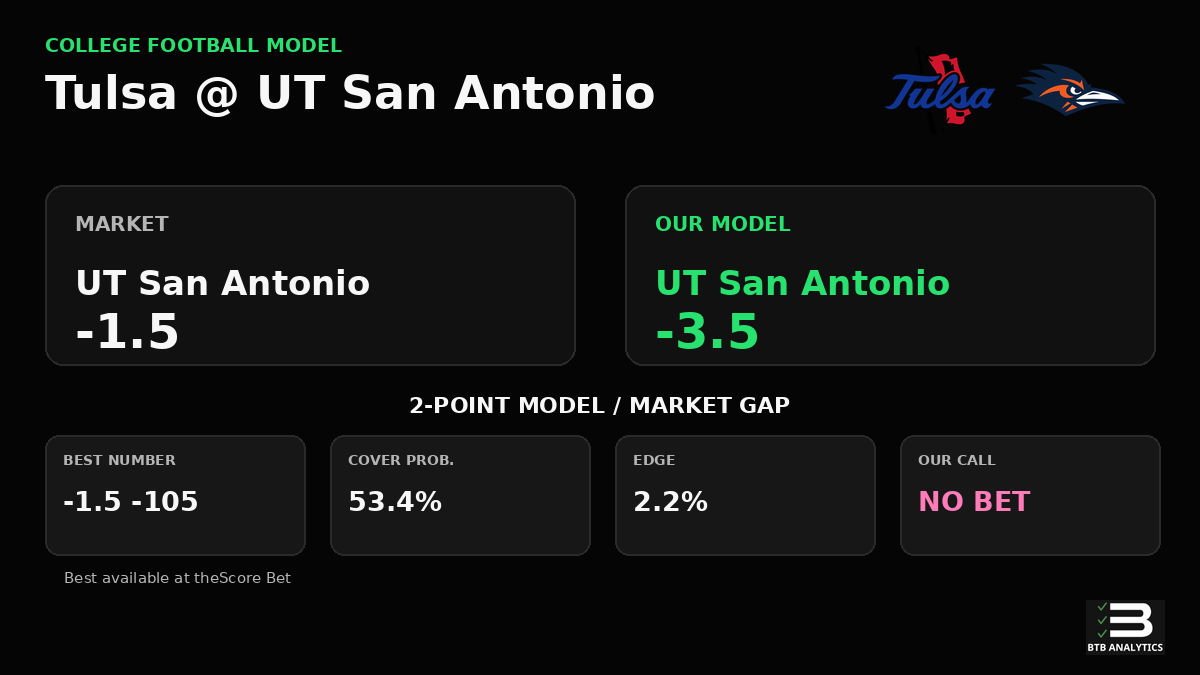 COLLEGE FOOTBALL MODEL
Tulsa @ UT San Antonio
Tulsa
MARKET
UT San Antonio
-1.5
OUR MODEL
UT San Antonio
-3.5
2-POINT MODEL / MARKET GAP
BEST NUMBER
-1.5 -105
COVER PROB.
53.4%
EDGE
2.2%
OUR CALL
NO BET
Best available at theScore Bet
B
BTB ANALYTICS